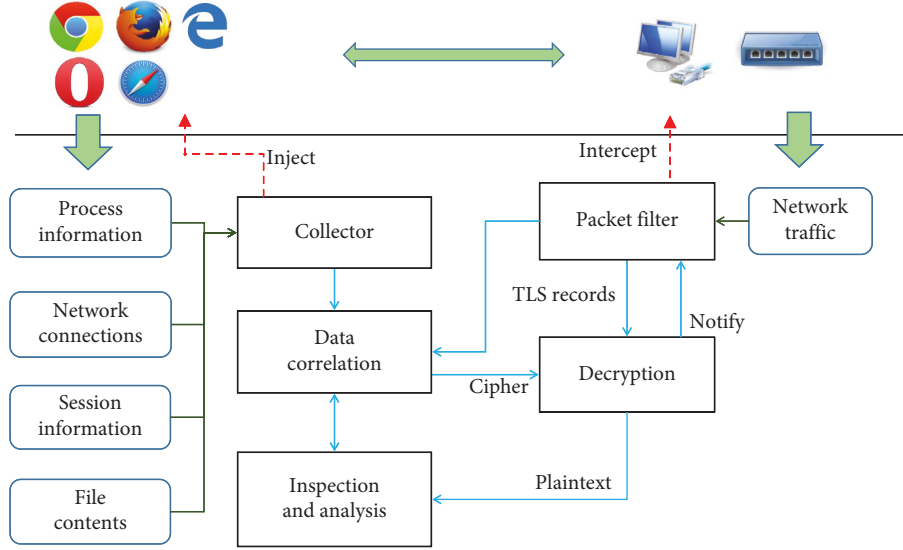 Inject
Intercept
Process
information
Collector
Packet filter
Network
traffic
TLS records
Notify
Network
connections
Data
correlation
Cipher
Decryption
Session
information
Inspection
and analysis
Plaintext
File
contents